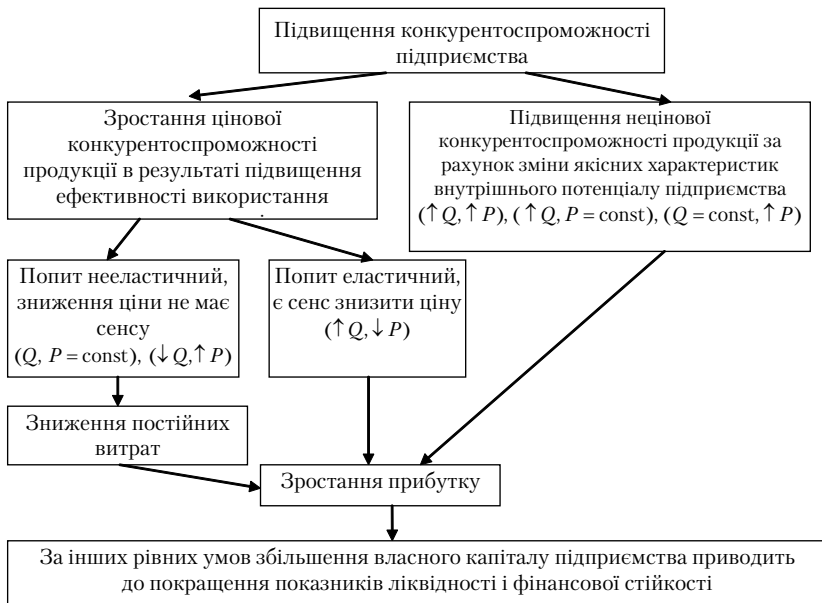 Підвищення конкурентоспроможності
підприємства
Зростання цінової
конкурентоспроможності
продукції в результаті підвищення
ефективності використання
Підвищення нецінової
конкурентоспроможності продукції за
рахунок зміни якісних характеристик
внутрішнього потенціалу підприємства
(↑Q,↑P), (↑Q, P = const), (Q = const,↑P)
Попит нееластичний,
зниження ціни не має
сенсу
(Q, P = const), (↓Q,↑P)
Попит еластичний,
є сенс знизити ціну
(↑Q,↓P)
Зниження постійних
витрат
Зростання прибутку
За інших рівних умов збільшення власного капіталу підприємства приводить
до покращення показників ліквідності і фінансової стійкості